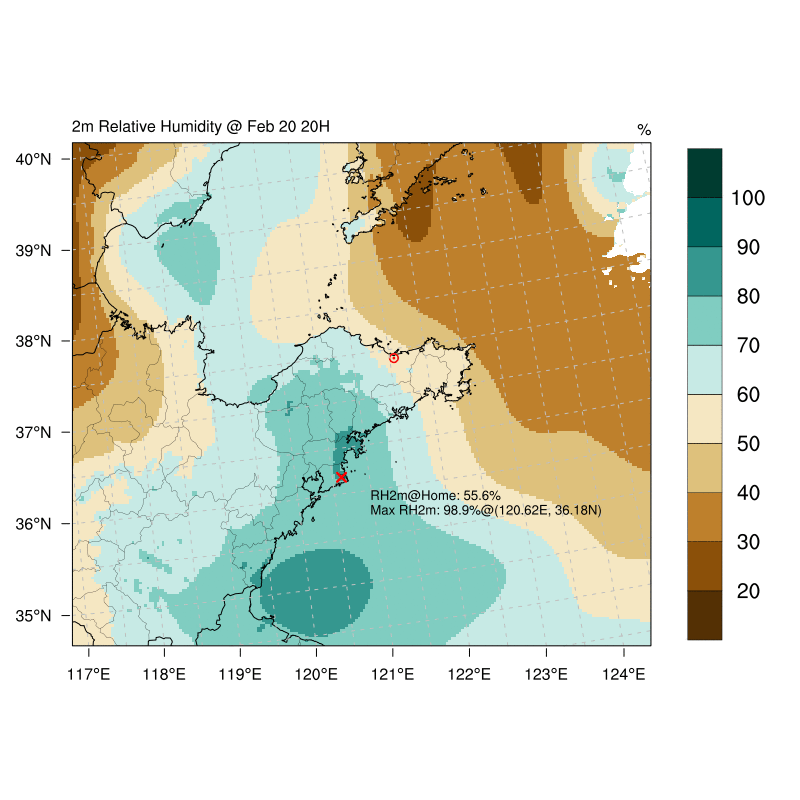 2m Relative Humidity @ Feb 20 20H
%
40°N
39°N
38°N
37°N
36°N
35°N
117°E
118°E
119°E
120°E
121°E
122°E
123°E
124°E
RH2m@Home: 55.6%
Max RH2m: 98.9%@(120.62E, 36.18N)
100
90
80
70
60
50
40
30
20